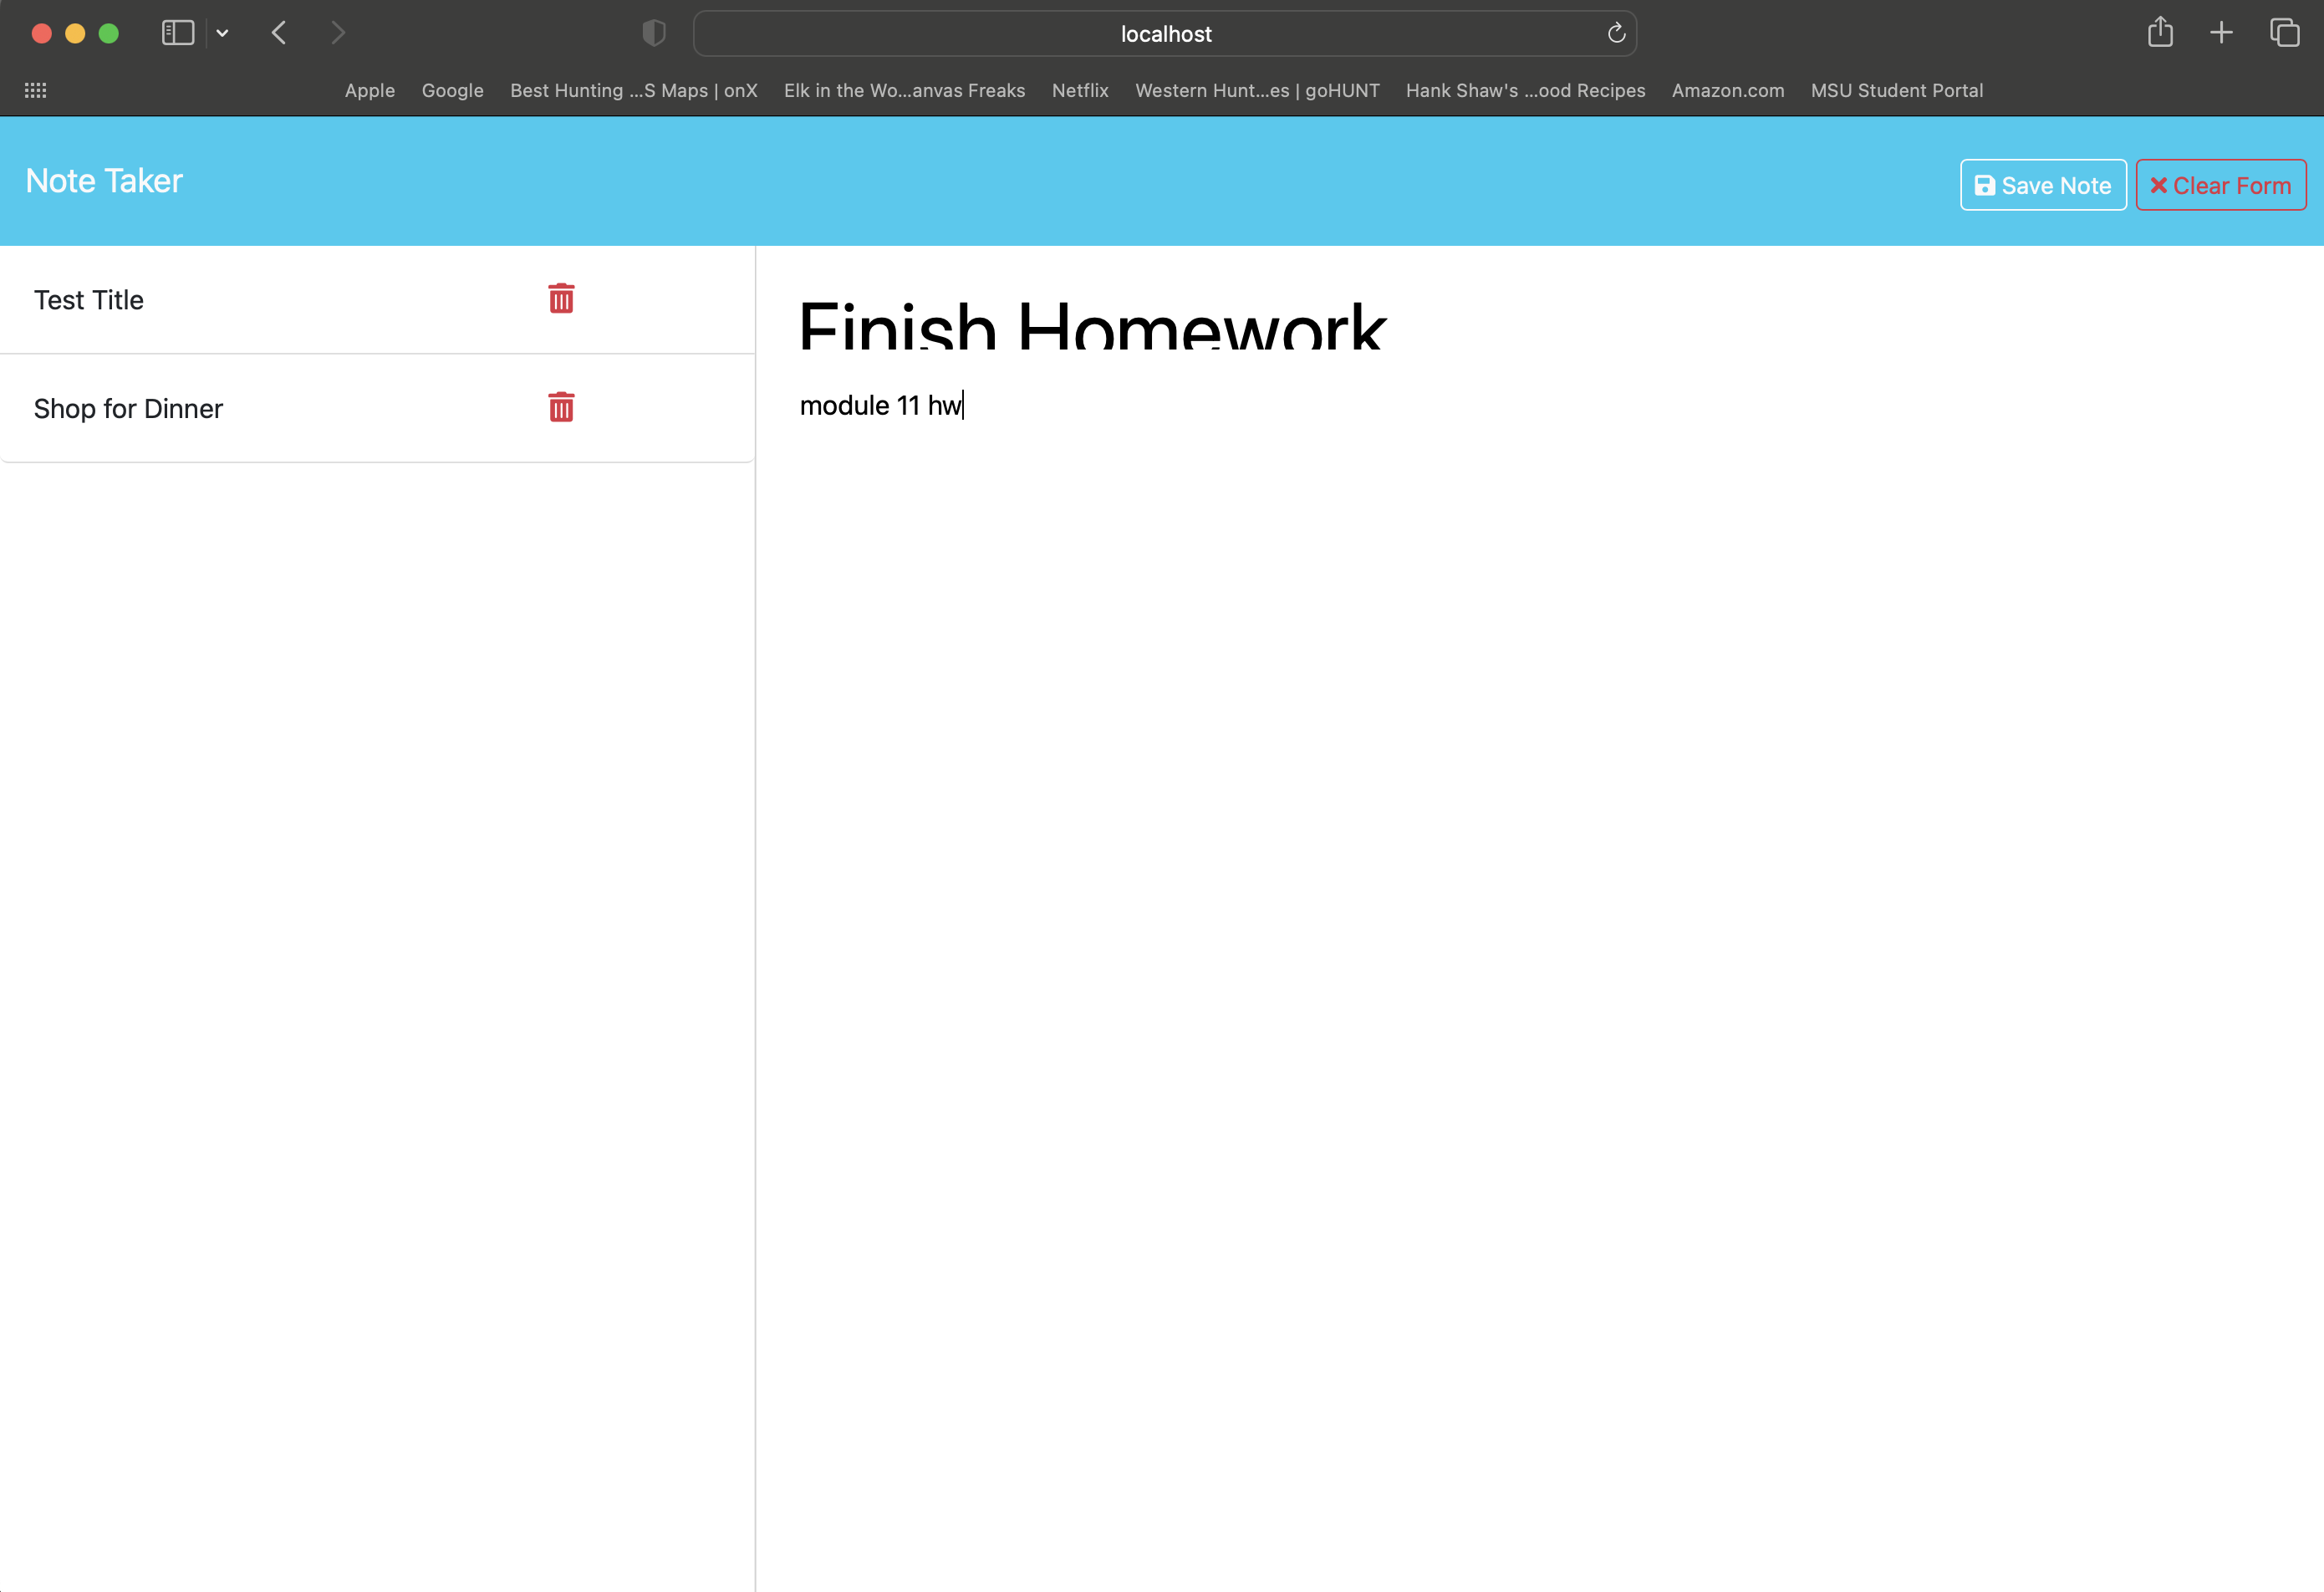 localhost
Apple Google Best Hunting ...S Maps | onX Elk in the Wo...anvas Freaks Netflix Western Hunt...es | goHUNT Hank Shaw's ...ood Recipes Amazon.com MSU Student Portal
Note Taker
Save Note Clear Form
Test Title
Shop for Dinner
Finish Homework
module 11 hw